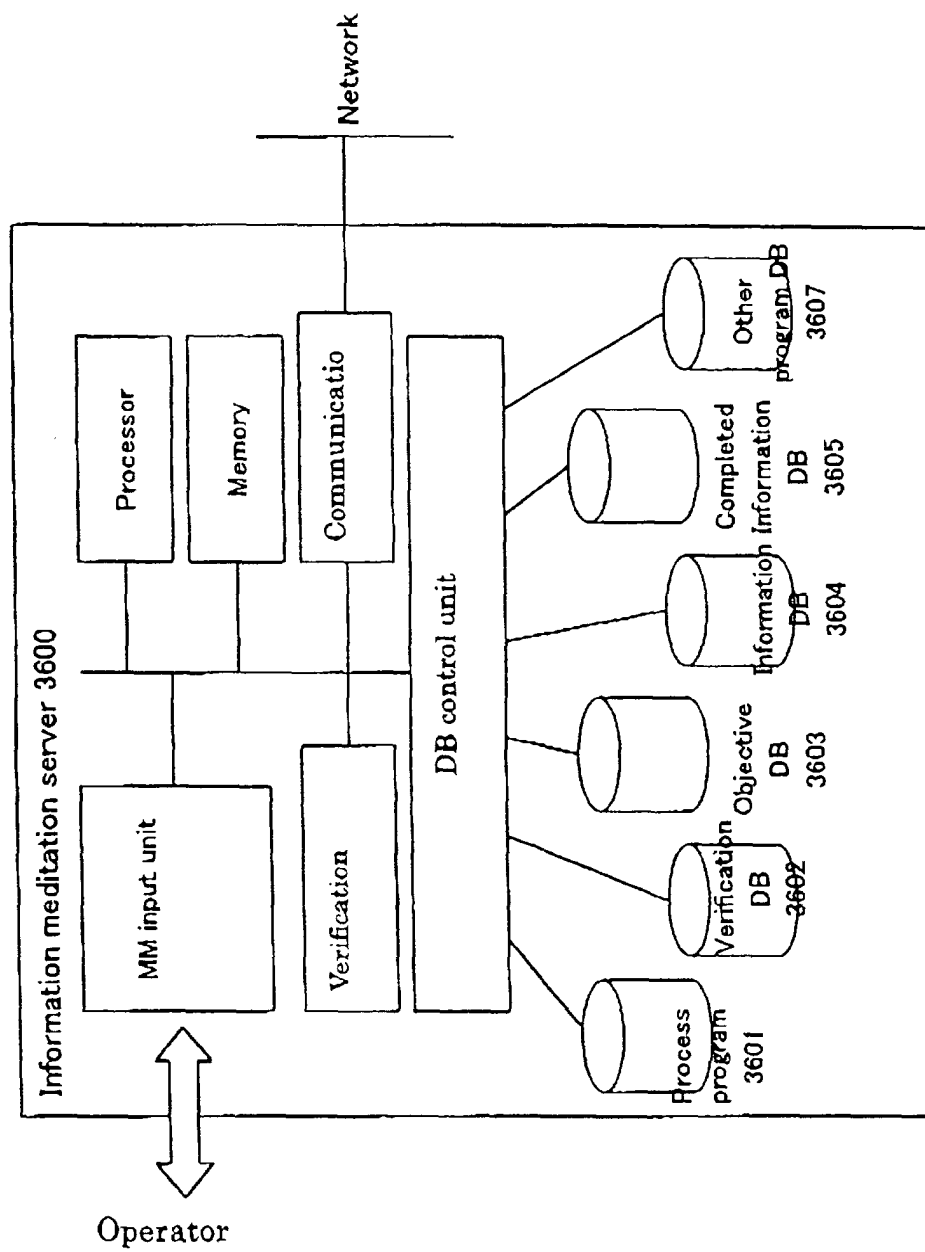 Information meditation server 3600
Operator
MM input unit
Processor
Memory
Verification
Communicatio
Network
DB control unit
Process
program
3601
Verification
DB
3602
Objective
DB
3603
Information
DB
3604
Completed
Information
DB
3605
Other
program DB
3607